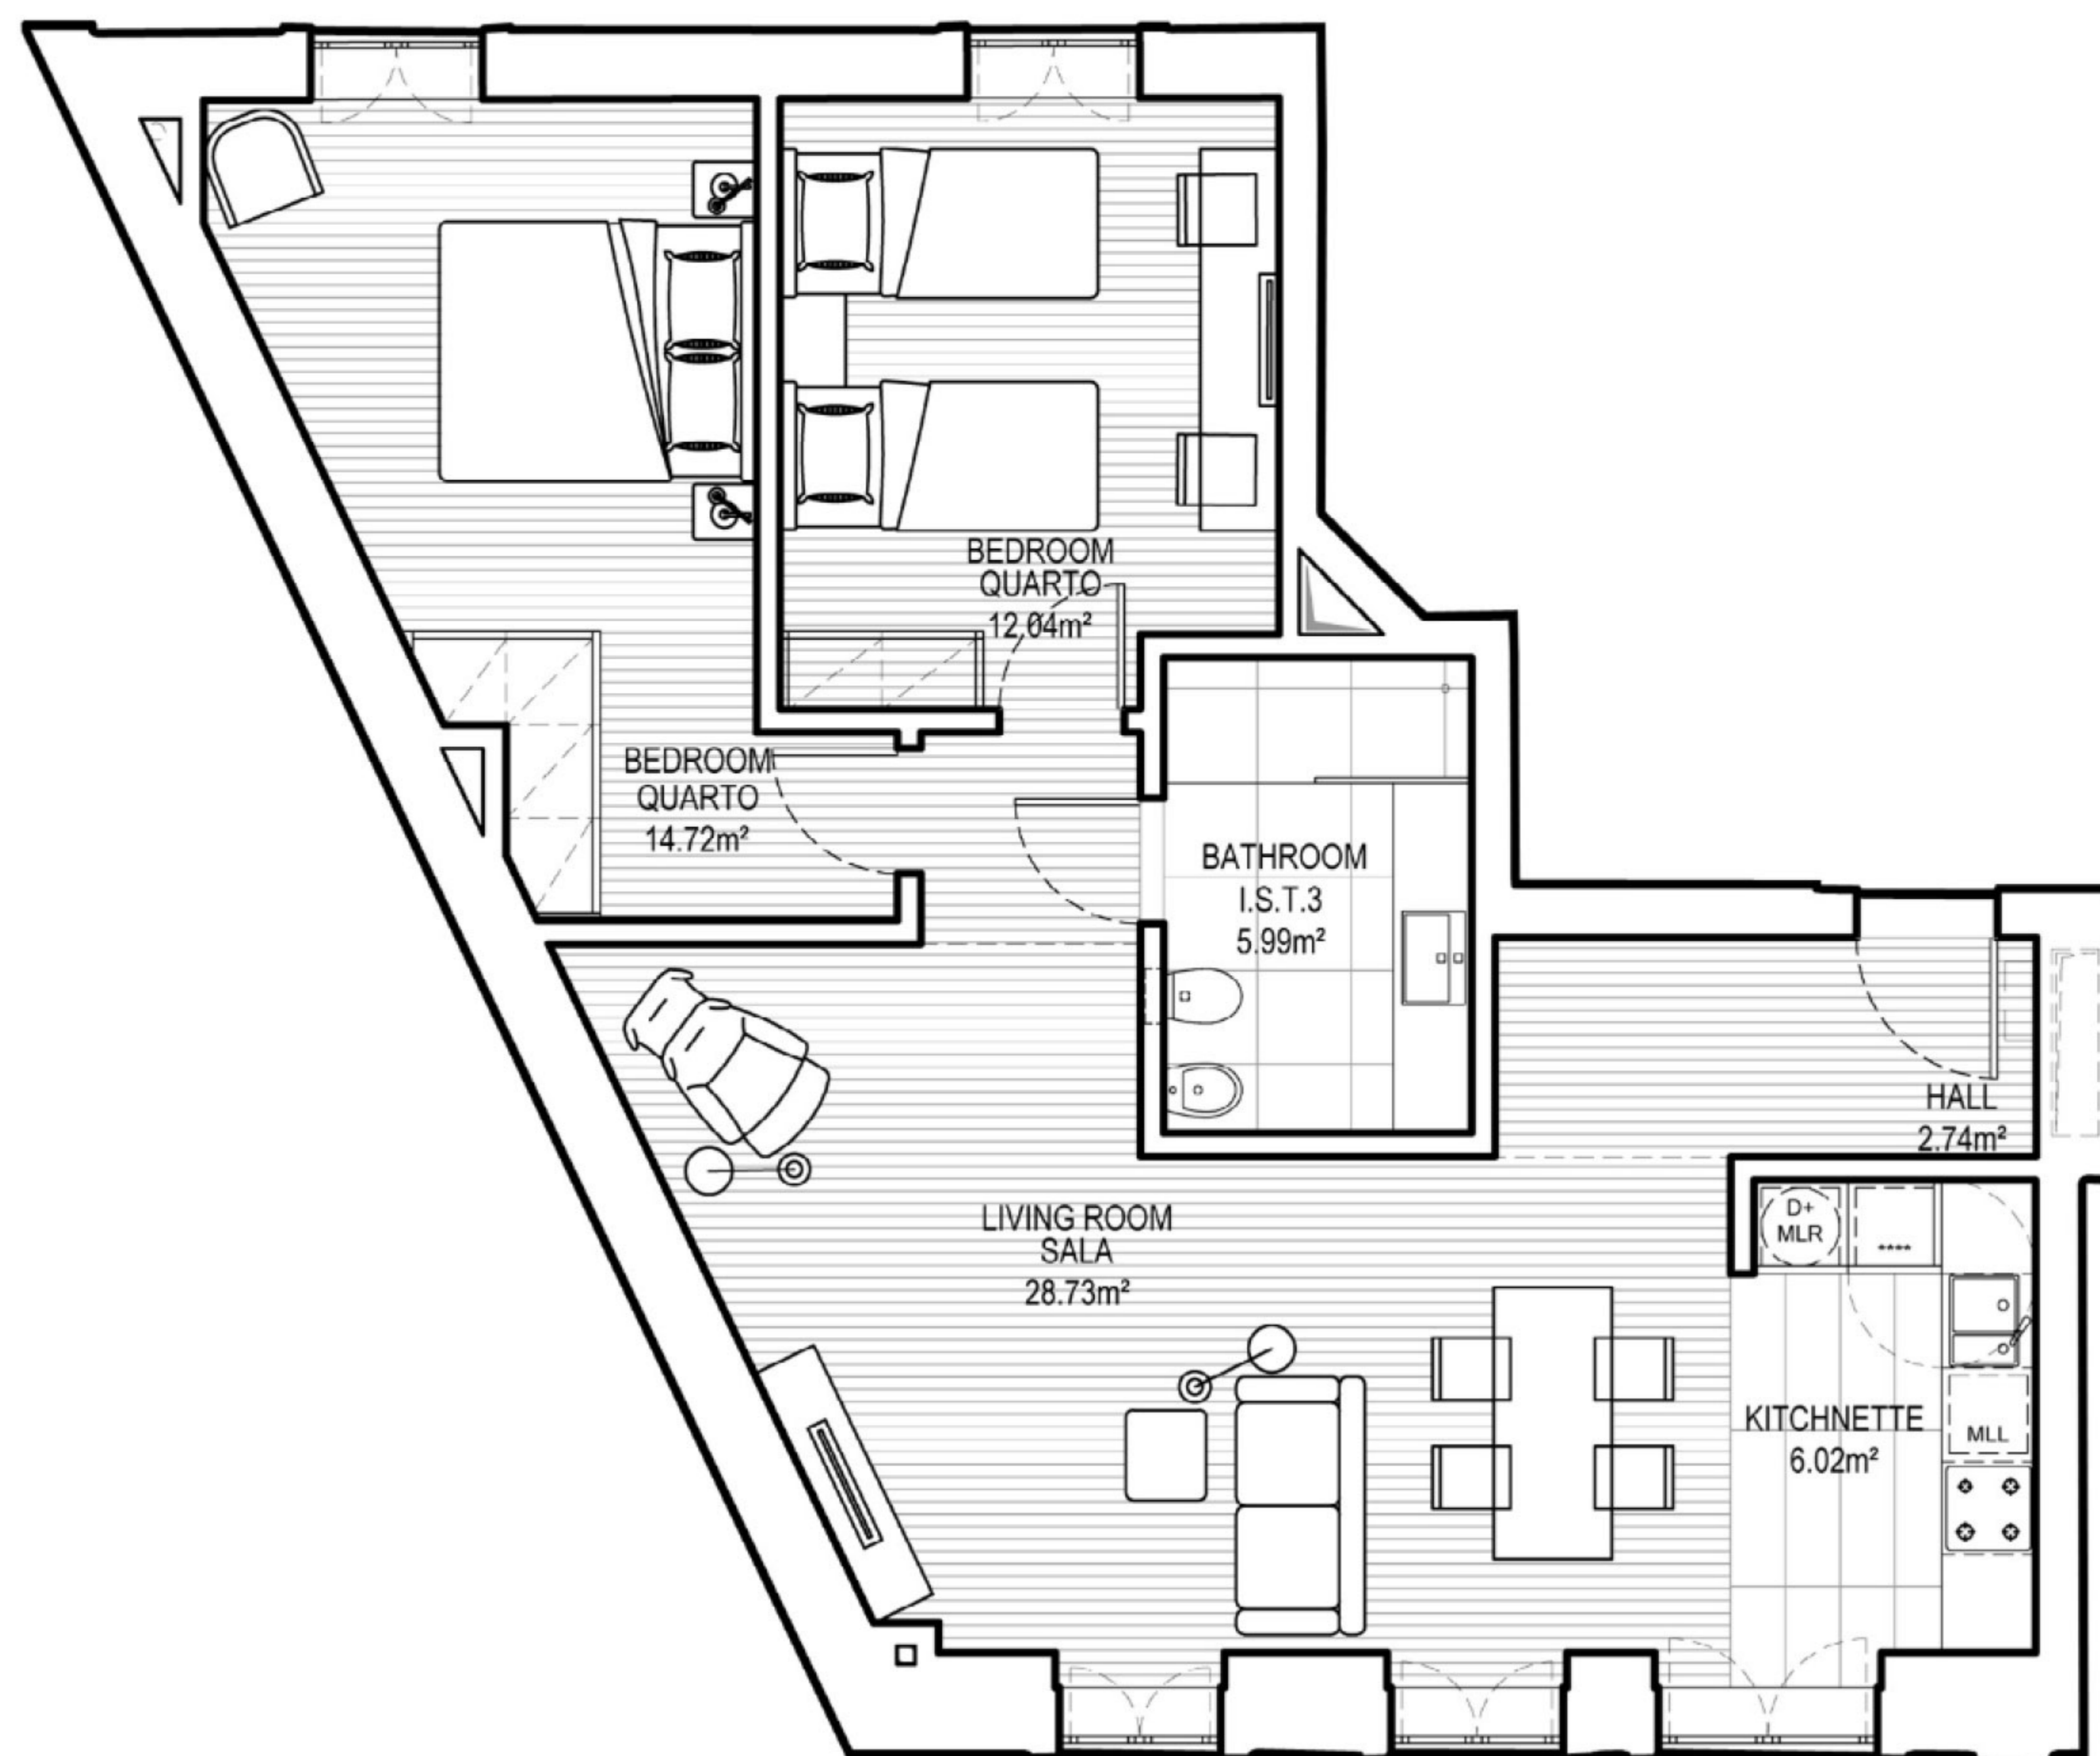 BEDROOM
QUARTO
12.04m²
BEDROOM
QUARTO
14.72m²
BATHROOM
I.S.T.3
5.99m²
HALL
2.74m²
LIVING ROOM
SALA
28.73m²
D+
MLR
****
KITCHNETTE
6.02m²
MLL